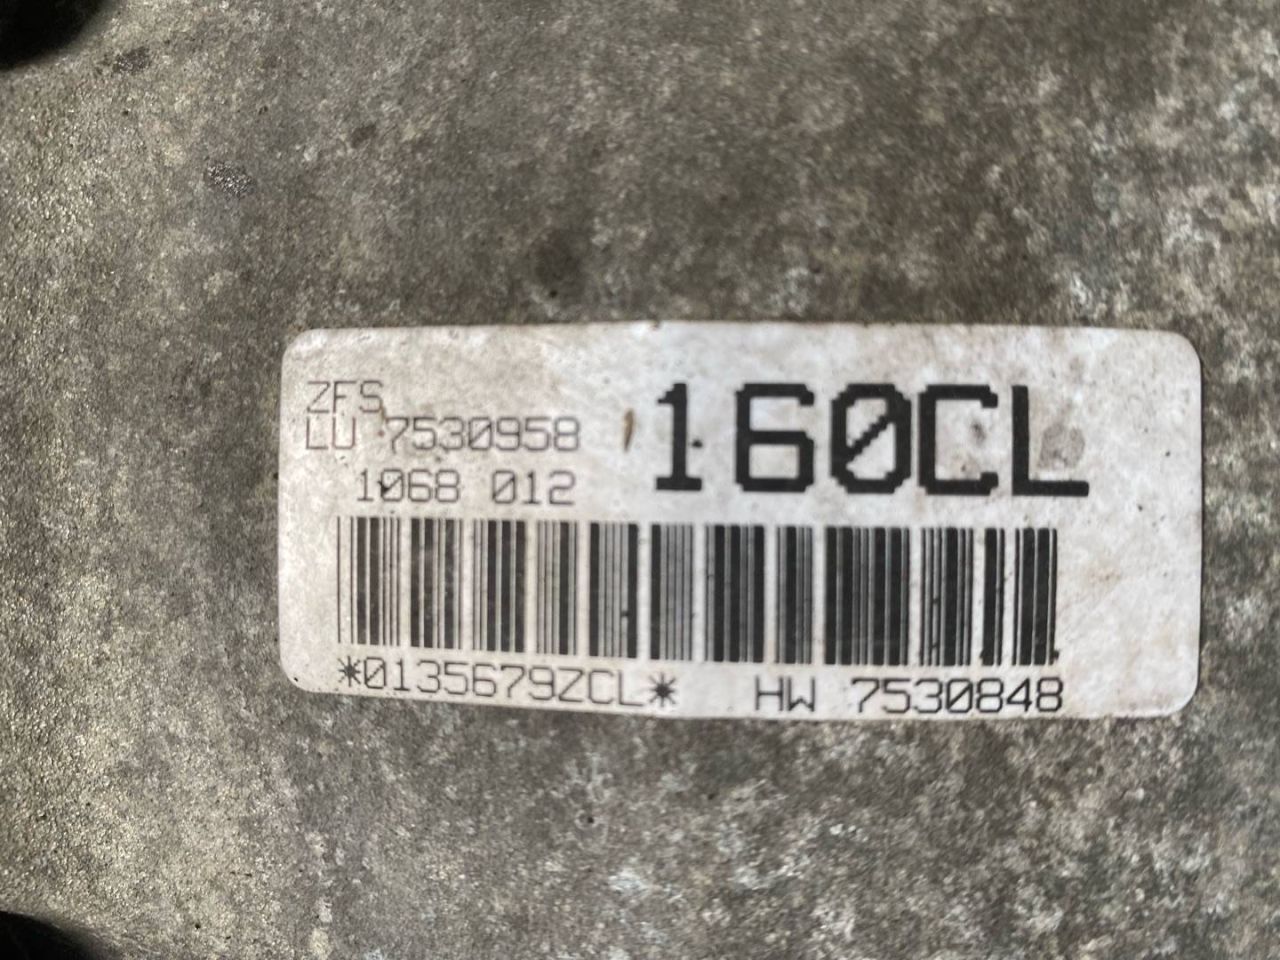 ZFS
LU 7530958
160CL
1068 012
*0135679ZCL* HW 7530848